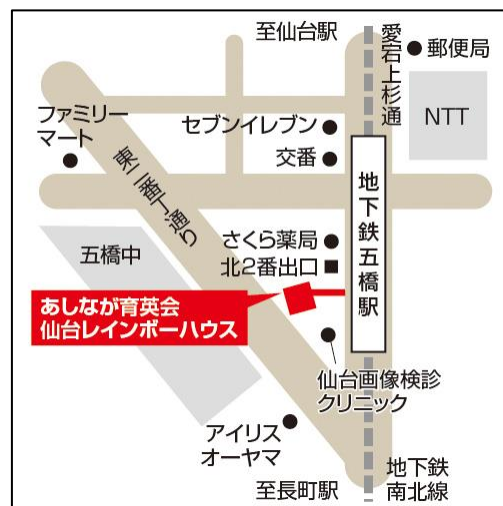 至仙台駅
愛宕上杉通
郵便局
ファミリー
マート
セブンイレブン
NTT
交番
東二番丁通り
地下鉄五橋駅
さくら薬局
五橋中
北2番出口
あしなが育英会
仙台レインボーハウス
仙台画像検診
クリニック
アイリス
オーヤマ
至長町駅
地下鉄
南北線